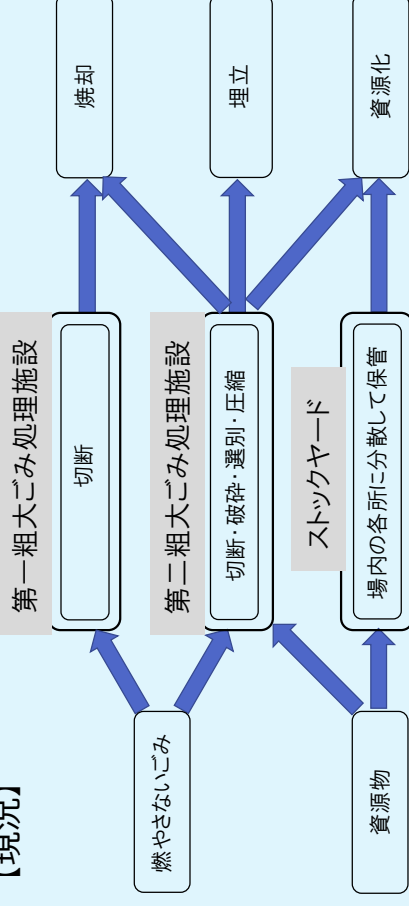 【現況】
燃やさないごみ
資源物
第一粗大ごみ処理施設
切断
第二粗大ごみ処理施設
切断・破砕・選別・圧縮
ストックヤード
場内の各所に分散して保管
焼却
埋立
資源化